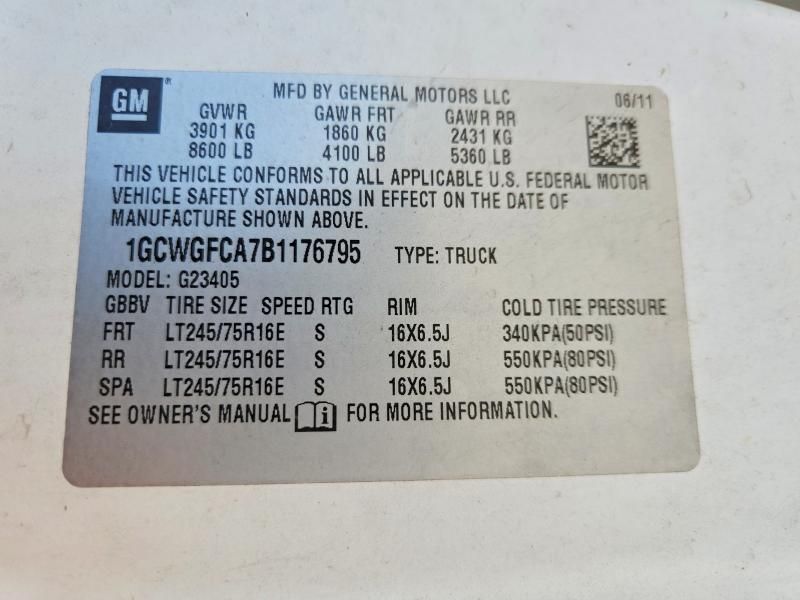 GM ® MFD BY GENERAL MOTORS LLC 06/11
GVWR GAWR FRT GAWR RR
3901 KG 1860 KG 2431 KG
8600 LB 4100 LB 5360 LB
THIS VEHICLE CONFORMS TO ALL APPLICABLE U.S. FEDERAL MOTOR
VEHICLE SAFETY STANDARDS IN EFFECT ON THE DATE OF
MANUFACTURE SHOWN ABOVE.
1GCWGFCA7B1176795 TYPE: TRUCK
MODEL: G23405
GBBV TIRE SIZE SPEED RTG RIM COLD TIRE PRESSURE
FRT LT245/75R16E S 16X6.5J 340KPA(50PSI)
RR LT245/75R16E S 16X6.5J 550KPA(80PSI)
SPA LT245/75R16E S 16X6.5J 550KPA(80PSI)
SEE OWNER'S MANUAL i FOR MORE INFORMATION.